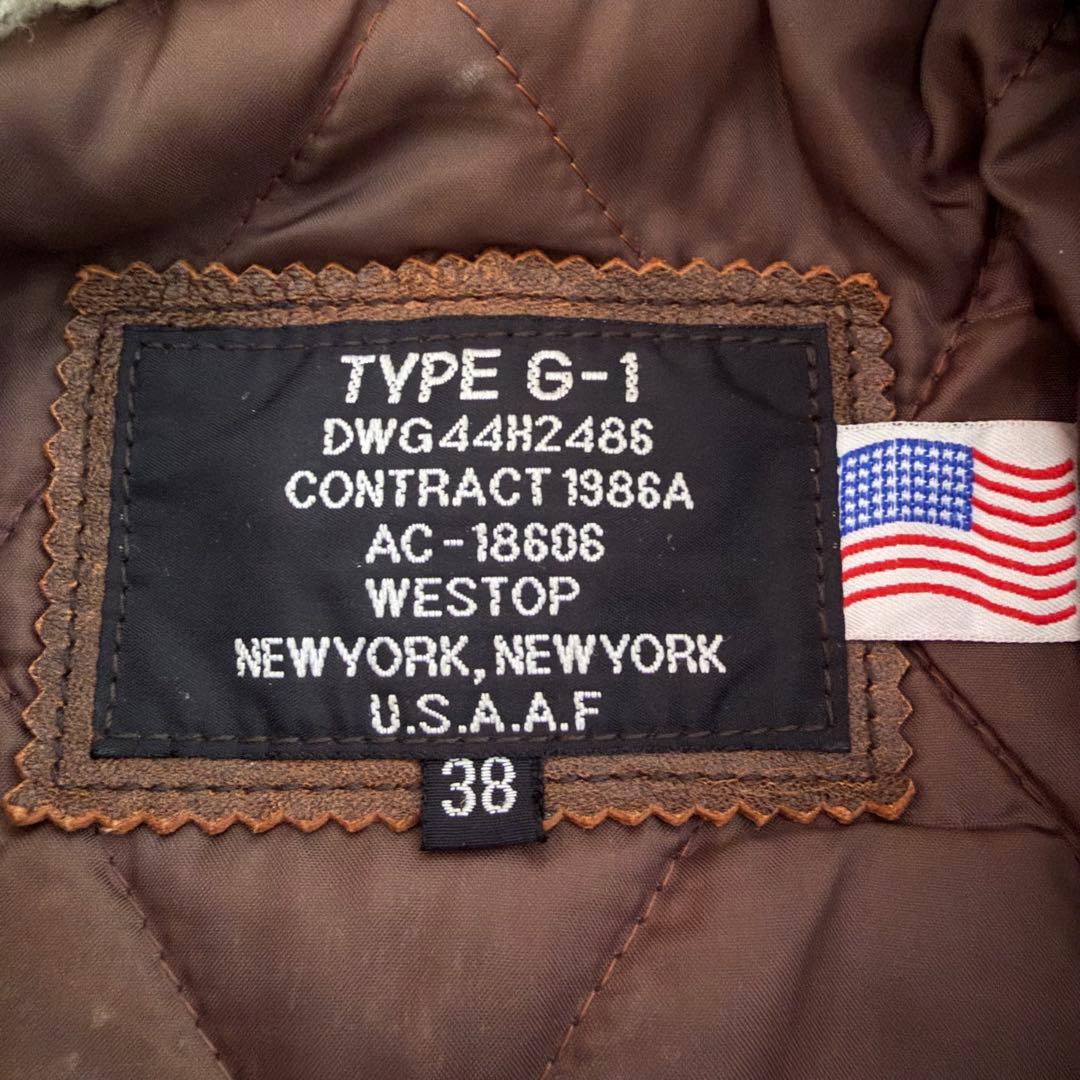 TYPE G-1
DWG44H2486
CONTRACT 1986A
AC-18606
WESTOP
NEWYORK, NEWYORK
U.S.A.A.F
38